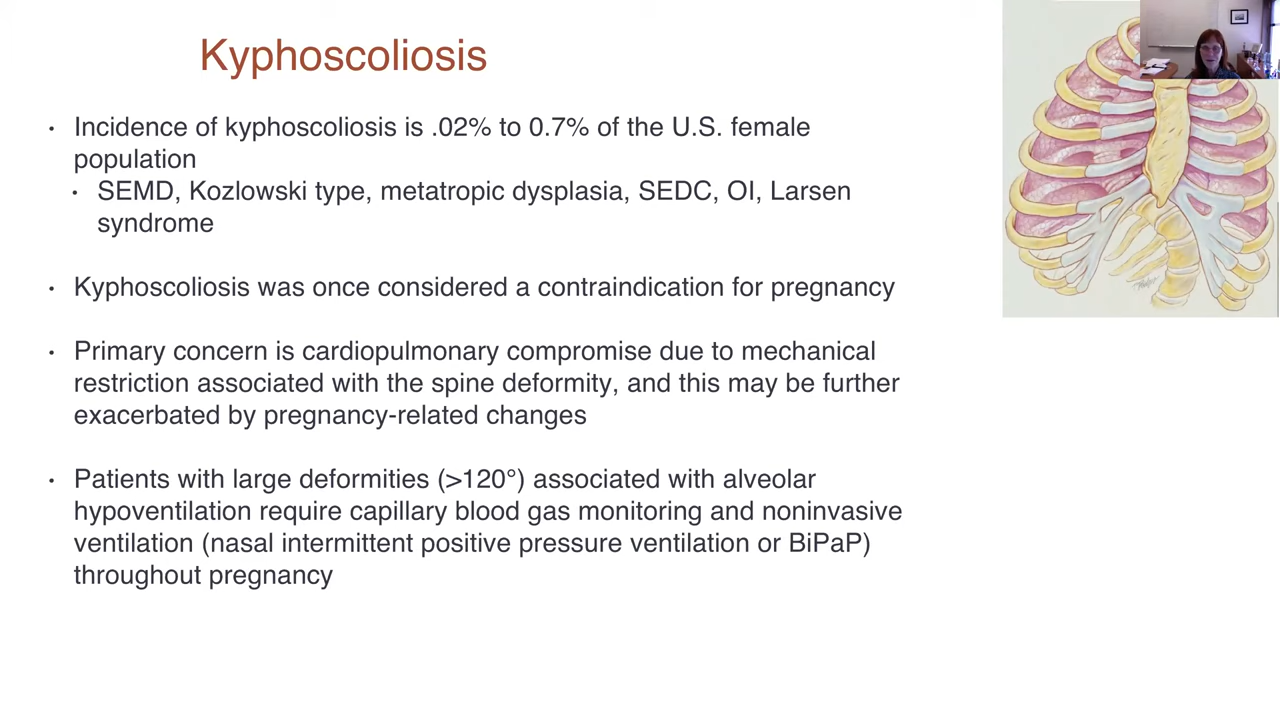 Kyphoscoliosis
• Incidence of kyphoscoliosis is .02% to 0.7% of the U.S. female
population
• SEMD, Kozlowski type, metatropic dysplasia, SEDC, OI, Larsen
syndrome
• Kyphoscoliosis was once considered a contraindication for pregnancy
• Primary concern is cardiopulmonary compromise due to mechanical
restriction associated with the spine deformity, and this may be further
exacerbated by pregnancy-related changes
• Patients with large deformities (>120°) associated with alveolar
hypoventilation require capillary blood gas monitoring and noninvasive
ventilation (nasal intermittent positive pressure ventilation or BiPaP)
throughout pregnancy